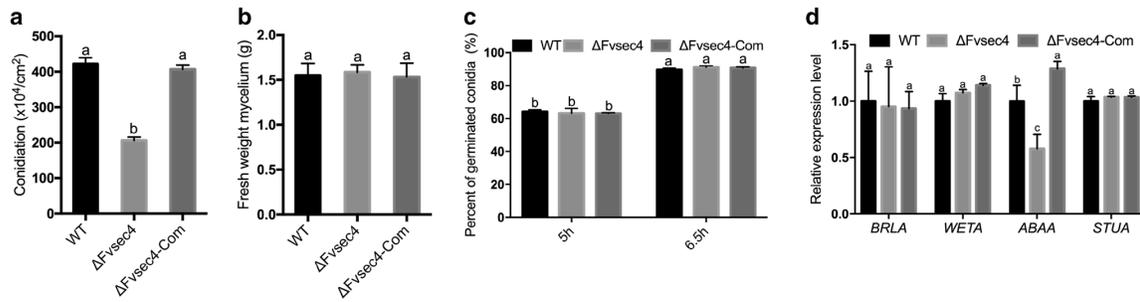 a
Conidiation (x10⁴/cm²)
500
400
300
200
100
0
a
b
a
WT
ΔFvsec4
ΔFvsec4-Com
b
Fresh weight mycelium (g)
2.0
1.5
1.0
0.5
0.0
a
a
a
WT
ΔFvsec4
ΔFvsec4-Com
c
WT ΔFvsec4 ΔFvsec4-Com
Percent of germinated conidia (%)
100
80
60
40
20
0
b b b
a a a
5h 6.5h
d
WT ΔFvsec4 ΔFvsec4-Com
Relative expression level
1.5
1.0
0.5
0.0
a a a
a a a
b c a
a a a
BRLA WETA ABAA STUA